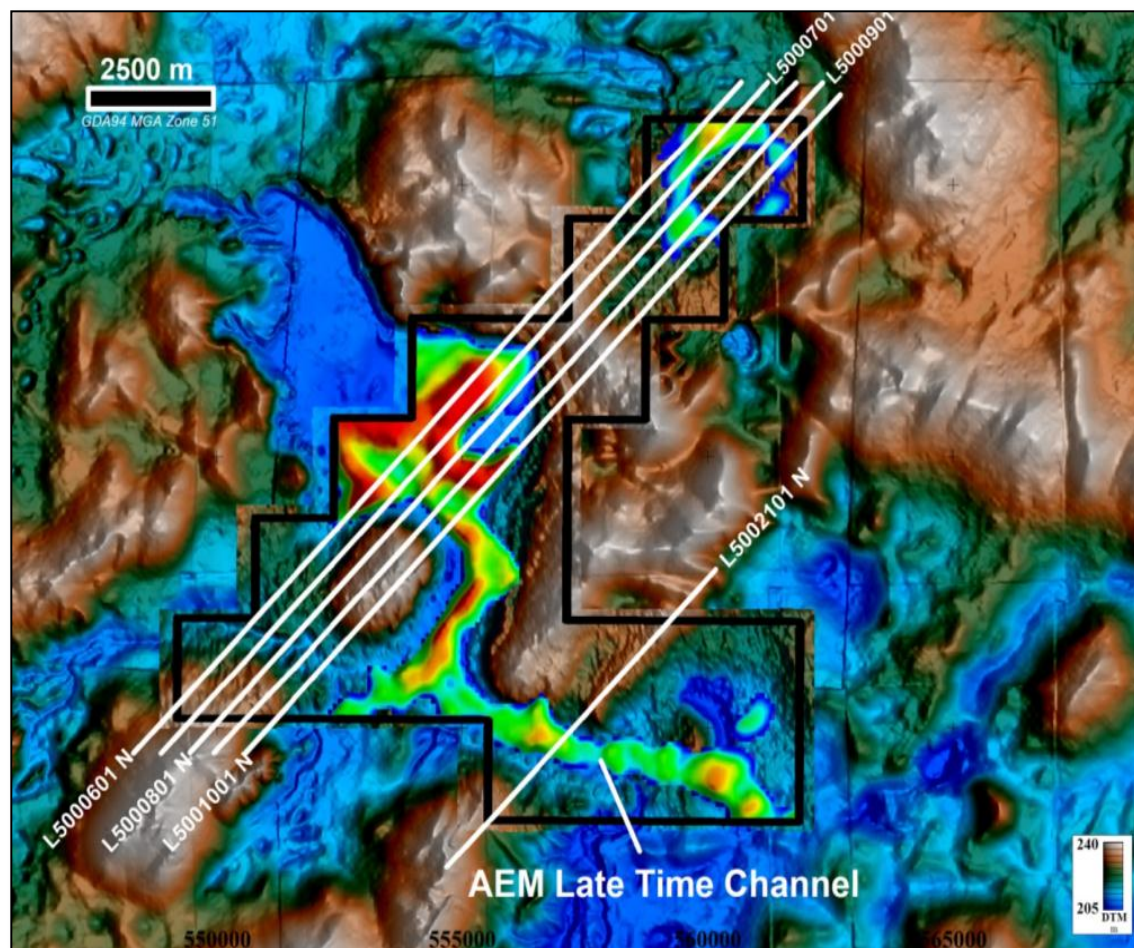 2500 m
GDA94 MGA Zone 51
L5000701
L5000901
L5002101 N
L5000601 N
L5000801 N
L5001001 N
AEM Late Time Channel
240
205
DTM
m
550000
555000
560000
565000